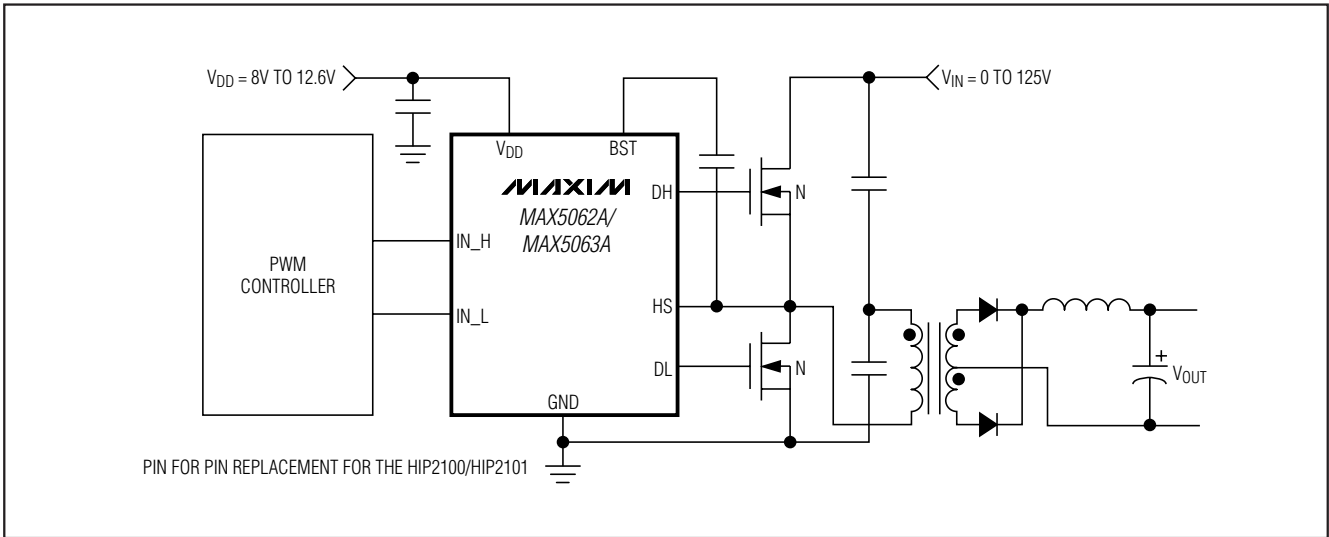 V_DD = 8V TO 12.6V
V_IN = 0 TO 125V
V_DD
BST
MAXIM
DH
N
MAX5062A/
MAX5063A
IN_H
PWM
CONTROLLER
HS
IN_L
DL
N
+
V_OUT
GND
PIN FOR PIN REPLACEMENT FOR THE HIP2100/HIP2101